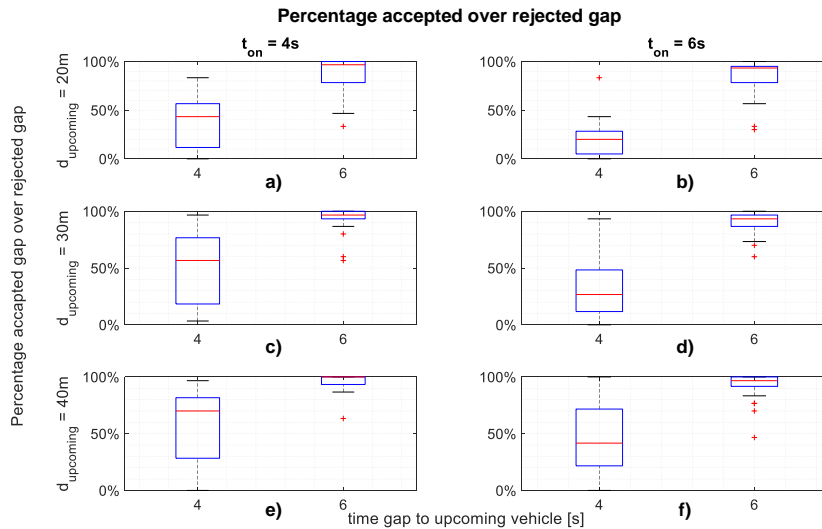 Percentage accepted over rejected gap
t_on = 4s
t_on = 6s
Percentage accapted gap over rejected gap
d_upcoming = 20m
100%
50%
0%
4
6
a)
100%
50%
0%
4
6
b)
d_upcoming = 30m
100%
50%
0%
4
6
c)
100%
50%
0%
4
6
d)
d_upcoming = 40m
100%
50%
0%
4
6
e)
100%
50%
0%
4
6
f)
time gap to upcoming vehicle [s]